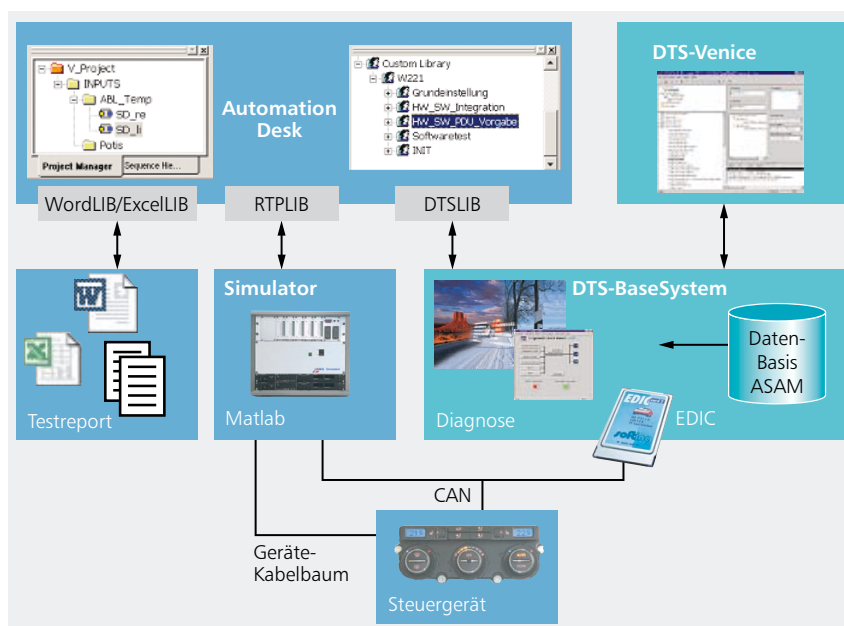 V_Project
INPUTS
ABL_Temp
SD_re
SD_li
Potis
Project Manager
Sequence Hie...
Automation
Desk
Custom Library
W221
Grundeinstellung
HW_SW_Integration
HW_SW_PDU_Vorgabe
Softwaretest
INIT
DTS-Venice
WordLIB/ExcelLIB
RTPLIB
DTSLIB
Testreport
Simulator
Matlab
DTS-BaseSystem
Diagnose
EDIC
softing
EDIC
Daten-
Basis
ASAM
CAN
Geräte-
Kabelbaum
Steuergerät